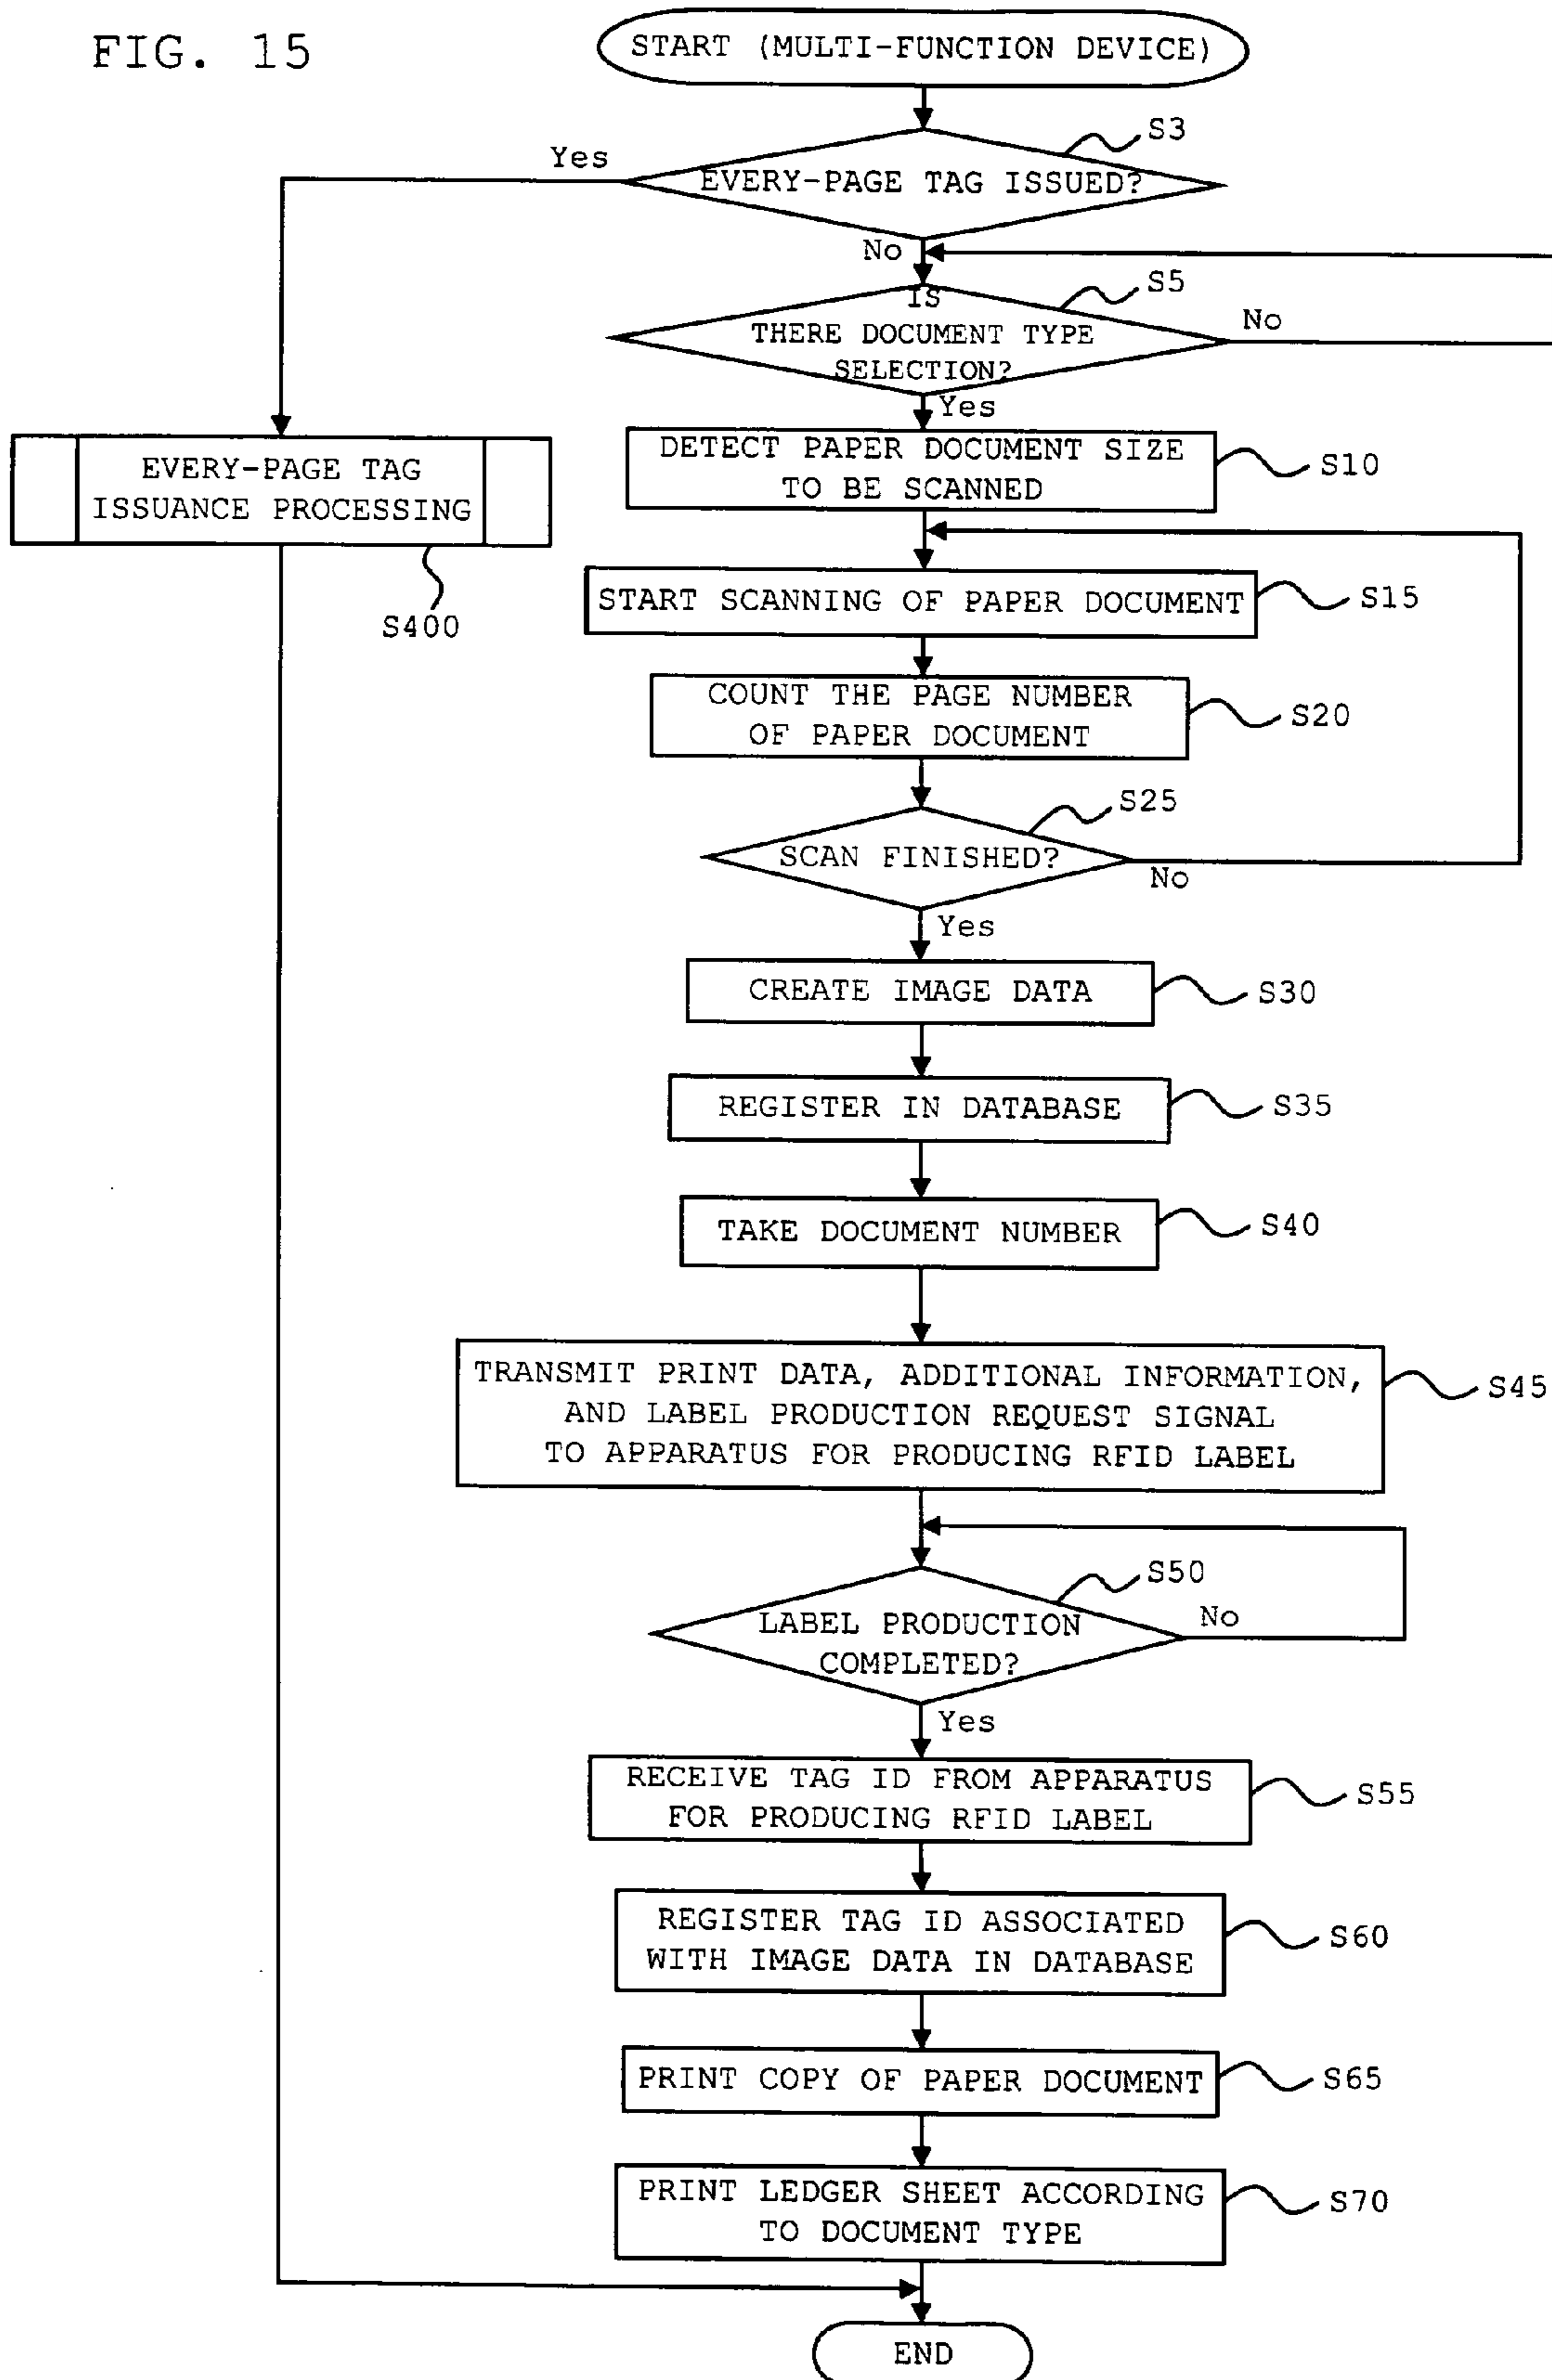 FIG. 15
START (MULTI-FUNCTION DEVICE)
S3
Yes
EVERY-PAGE TAG ISSUED?
No
S5
IS
THERE DOCUMENT TYPE
SELECTION?
No
Yes
EVERY-PAGE TAG
ISSUANCE PROCESSING
S400
DETECT PAPER DOCUMENT SIZE
TO BE SCANNED
S10
START SCANNING OF PAPER DOCUMENT
S15
COUNT THE PAGE NUMBER
OF PAPER DOCUMENT
S20
S25
SCAN FINISHED?
No
Yes
CREATE IMAGE DATA
S30
REGISTER IN DATABASE
S35
TAKE DOCUMENT NUMBER
S40
TRANSMIT PRINT DATA, ADDITIONAL INFORMATION,
AND LABEL PRODUCTION REQUEST SIGNAL
TO APPARATUS FOR PRODUCING RFID LABEL
S45
S50
LABEL PRODUCTION
COMPLETED?
No
Yes
RECEIVE TAG ID FROM APPARATUS
FOR PRODUCING RFID LABEL
S55
REGISTER TAG ID ASSOCIATED
WITH IMAGE DATA IN DATABASE
S60
PRINT COPY OF PAPER DOCUMENT
S65
PRINT LEDGER SHEET ACCORDING
TO DOCUMENT TYPE
S70
END